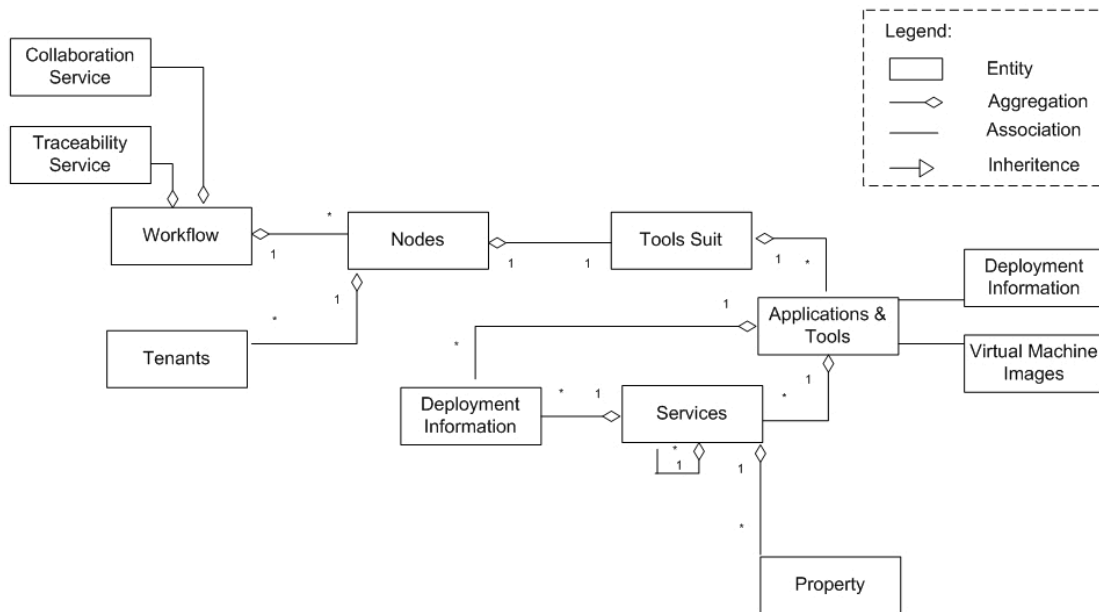 Legend:
Entity
Aggregation
Association
Inheritence
Collaboration
Service
Traceability
Service
Workflow
1
*
Nodes
1
1
Tools Suit
1
*
1
*
Tenants
Deployment
Information
Applications &
Tools
Virtual Machine
Images
1
*
1
*
Deployment
Information
*
1
Services
*
1
1
*
Property